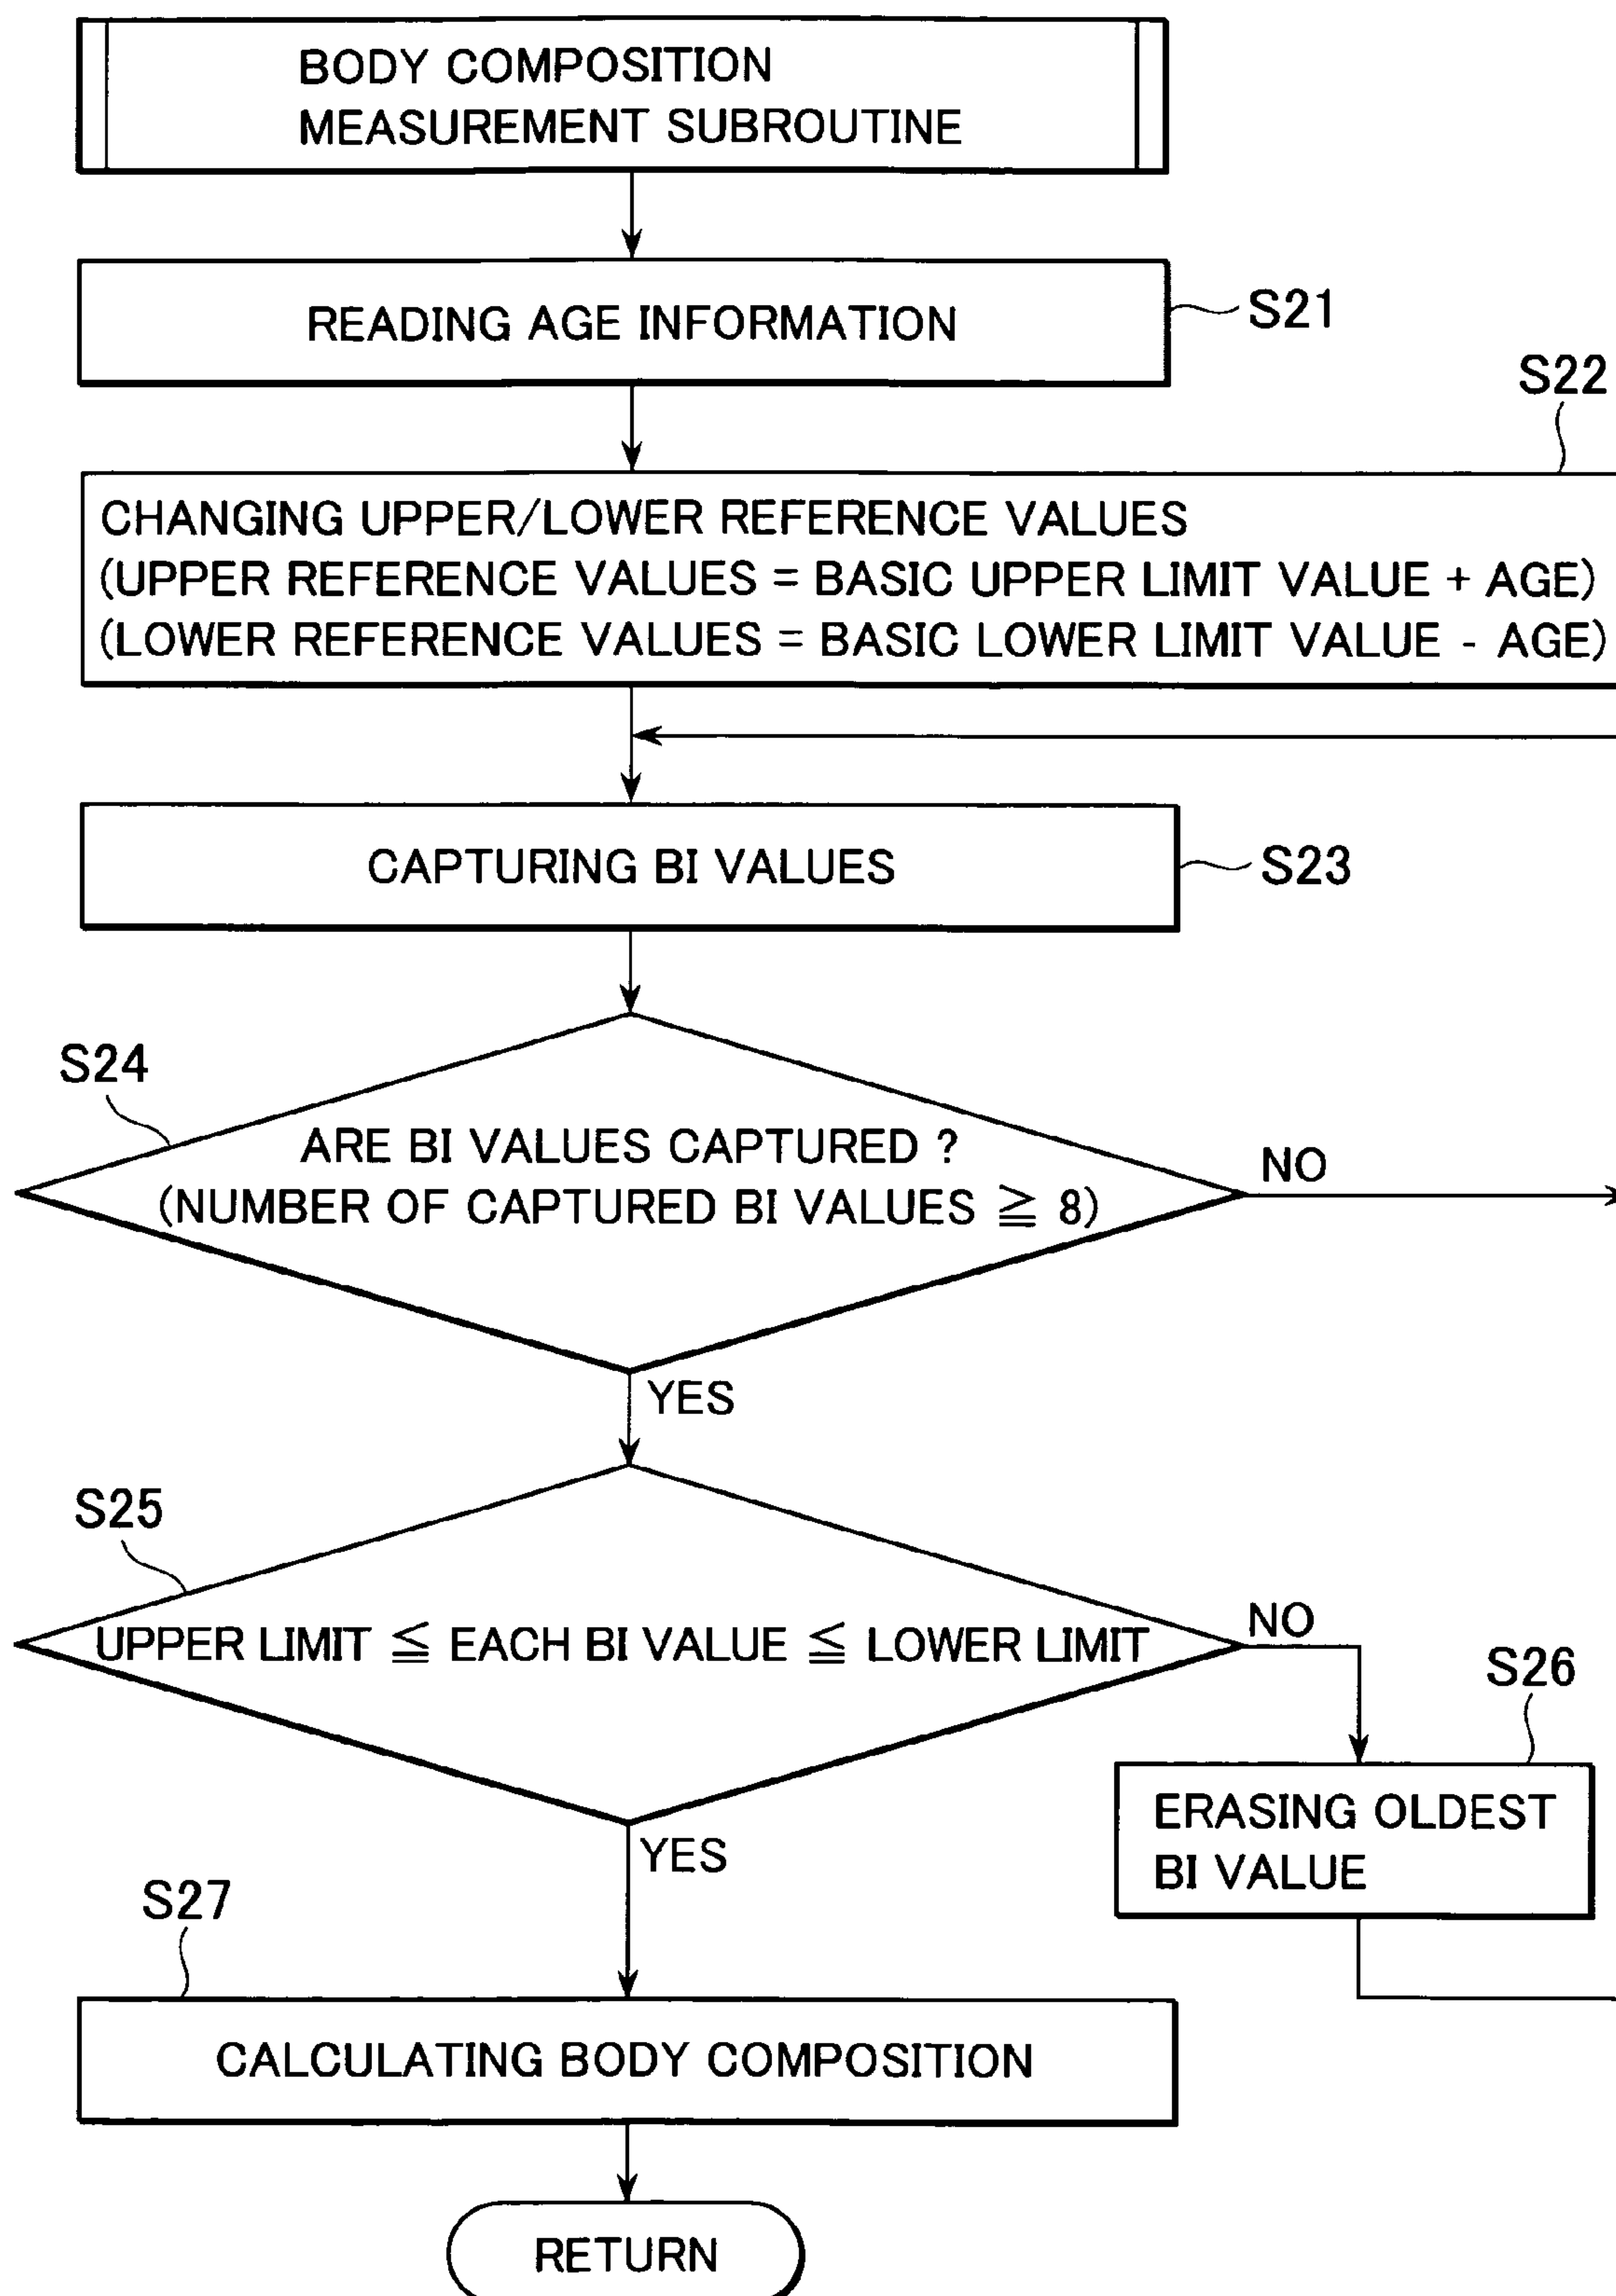 BODY COMPOSITION
MEASUREMENT SUBROUTINE
READING AGE INFORMATION
S21
S22
CHANGING UPPER/LOWER REFERENCE VALUES
(UPPER REFERENCE VALUES = BASIC UPPER LIMIT VALUE + AGE)
(LOWER REFERENCE VALUES = BASIC LOWER LIMIT VALUE - AGE)
CAPTURING BI VALUES
S23
S24
ARE BI VALUES CAPTURED ?
(NUMBER OF CAPTURED BI VALUES ≧ 8)
NO
YES
S25
UPPER LIMIT ≦ EACH BI VALUE ≦ LOWER LIMIT
NO
S26
ERASING OLDEST
BI VALUE
YES
S27
CALCULATING BODY COMPOSITION
RETURN